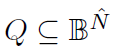 Q ⊆ 𝔹^N̂